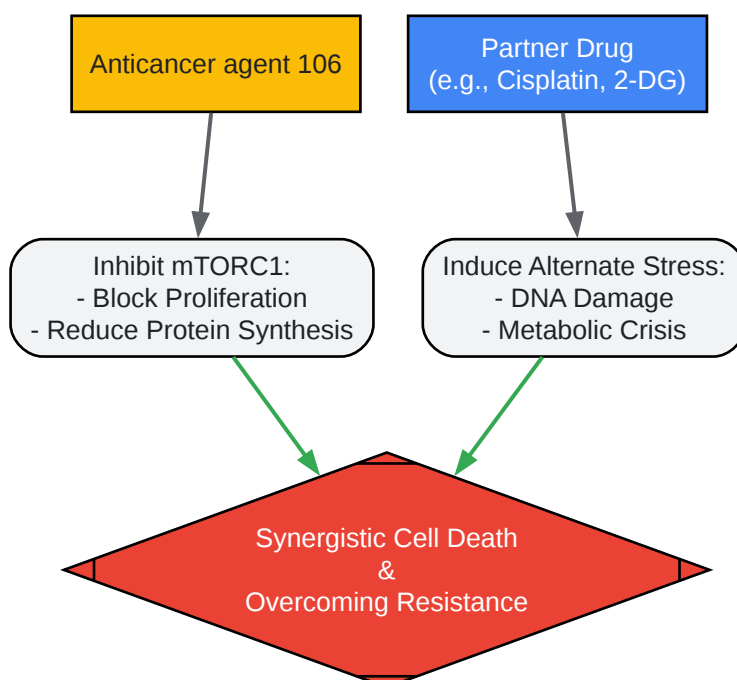 Anticancer agent 106
Partner Drug
(e.g., Cisplatin, 2-DG)
Inhibit mTORC1:
- Block Proliferation
- Reduce Protein Synthesis
Induce Alternate Stress:
- DNA Damage
- Metabolic Crisis
Synergistic Cell Death
&
Overcoming Resistance